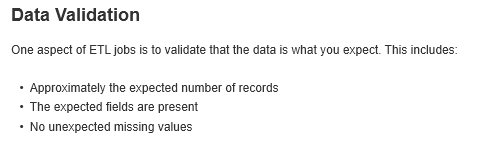 Data Validation
One aspect of ETL jobs is to validate that the data is what you expect. This includes:
• Approximately the expected number of records
• The expected fields are present
• No unexpected missing values